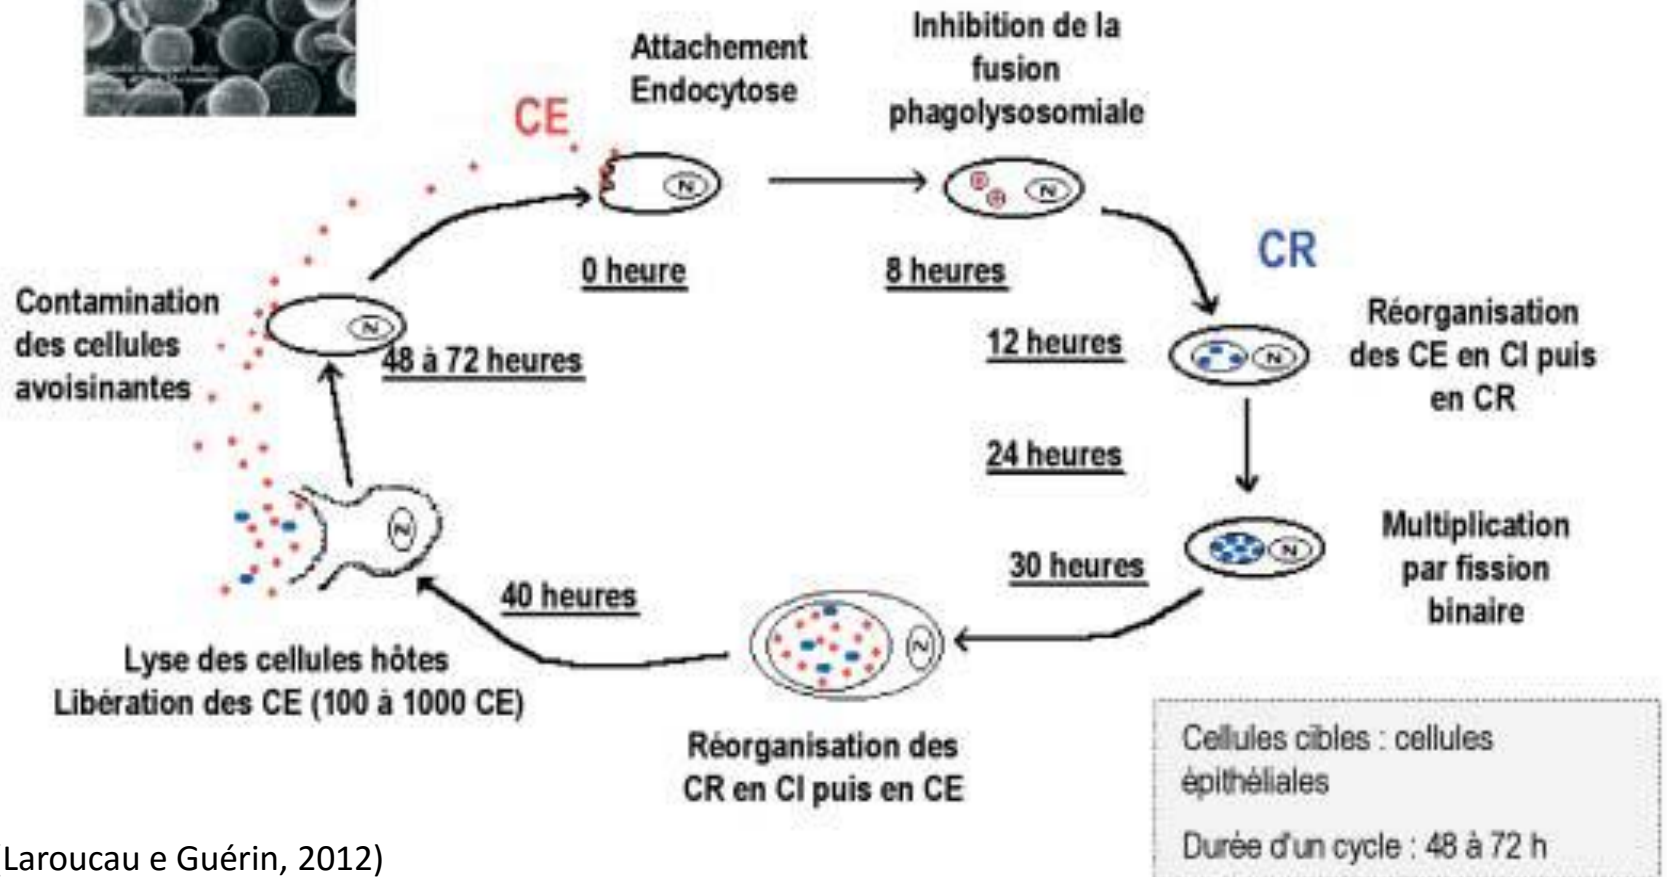 Attachement
Endocytose
Inhibition de la
fusion
phagolysosomiale
CE
N
N
0 heure
8 heures
CR
Contamination
des cellules
avoisinantes
N
48 à 72 heures
12 heures
N
Réorganisation
des CE en CI puis
en CR
24 heures
N
Multiplication
par fission
binaire
30 heures
N
40 heures
N
Lyse des cellules hôtes
Libération des CE (100 à 1000 CE)
Réorganisation des
CR en CI puis en CE
Cellules cibles : cellules
épithéliales
Durée d'un cycle : 48 à 72 h
(Laroucau e Guérin, 2012)